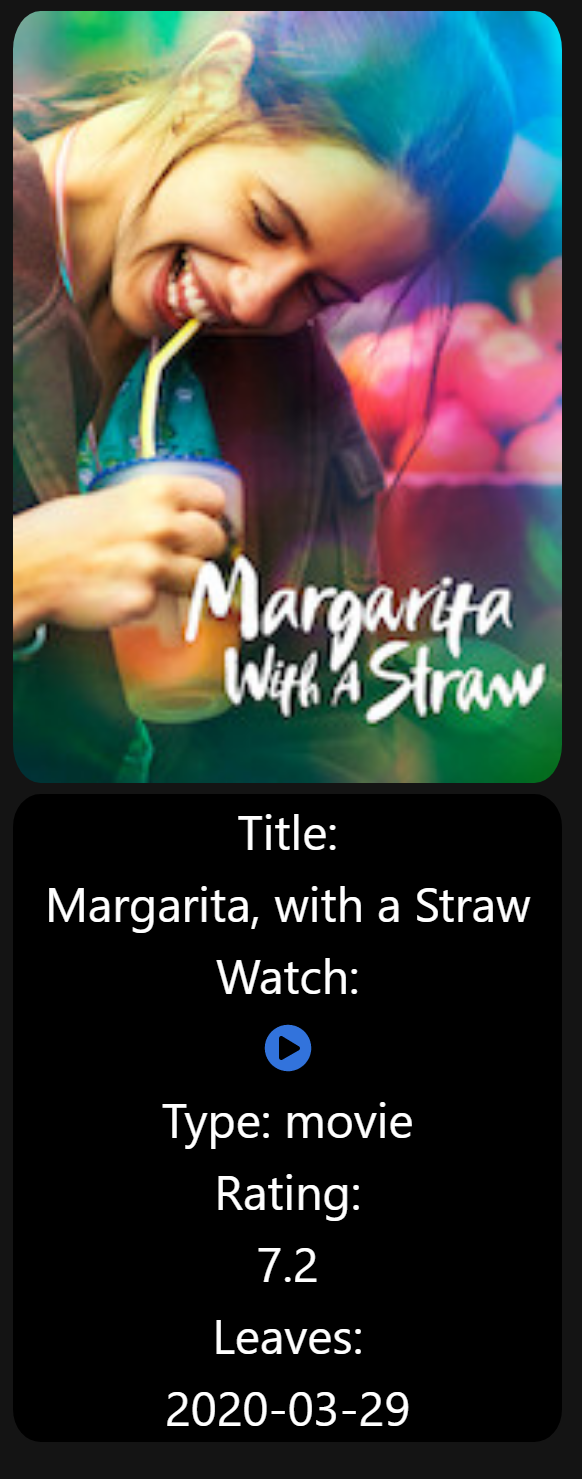 Margarita
With A Straw
Title:
Margarita, with a Straw
Watch:
Type: movie
Rating:
7.2
Leaves:
2020-03-29